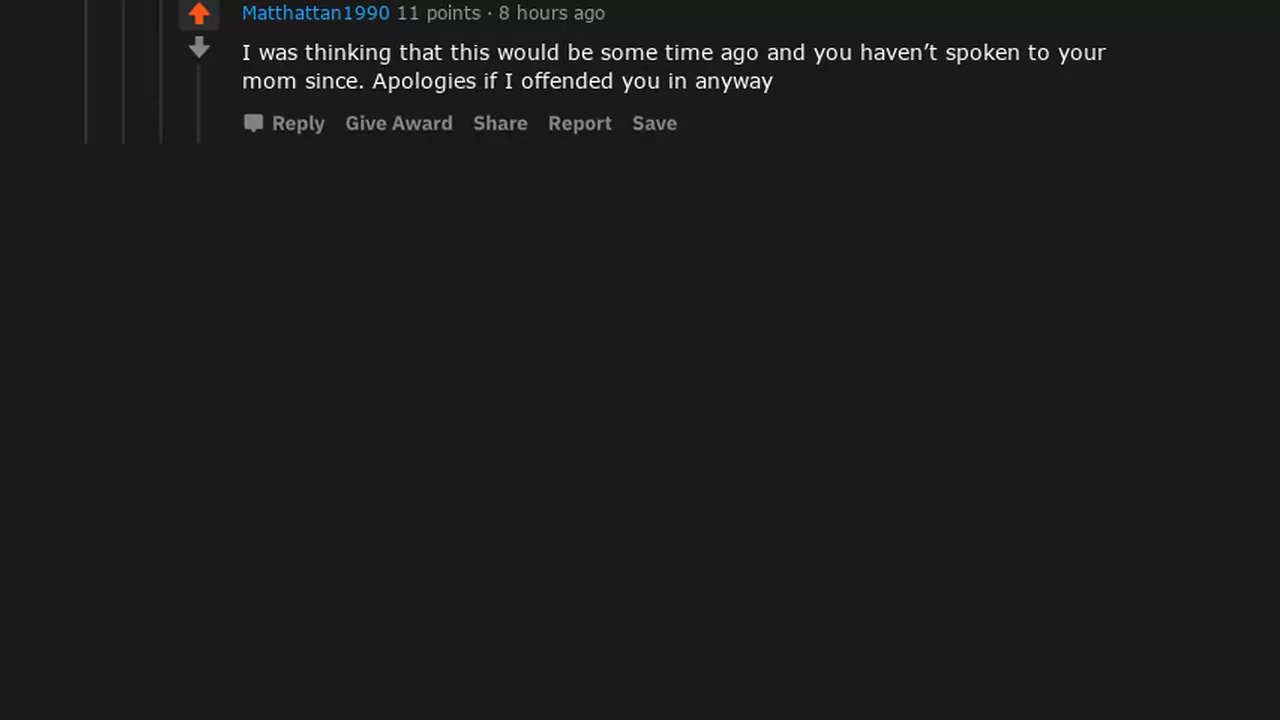 Matthattan1990 11 points · 8 hours ago
I was thinking that this would be some time ago and you haven’t spoken to your
mom since. Apologies if I offended you in anyway
Reply Give Award Share Report Save